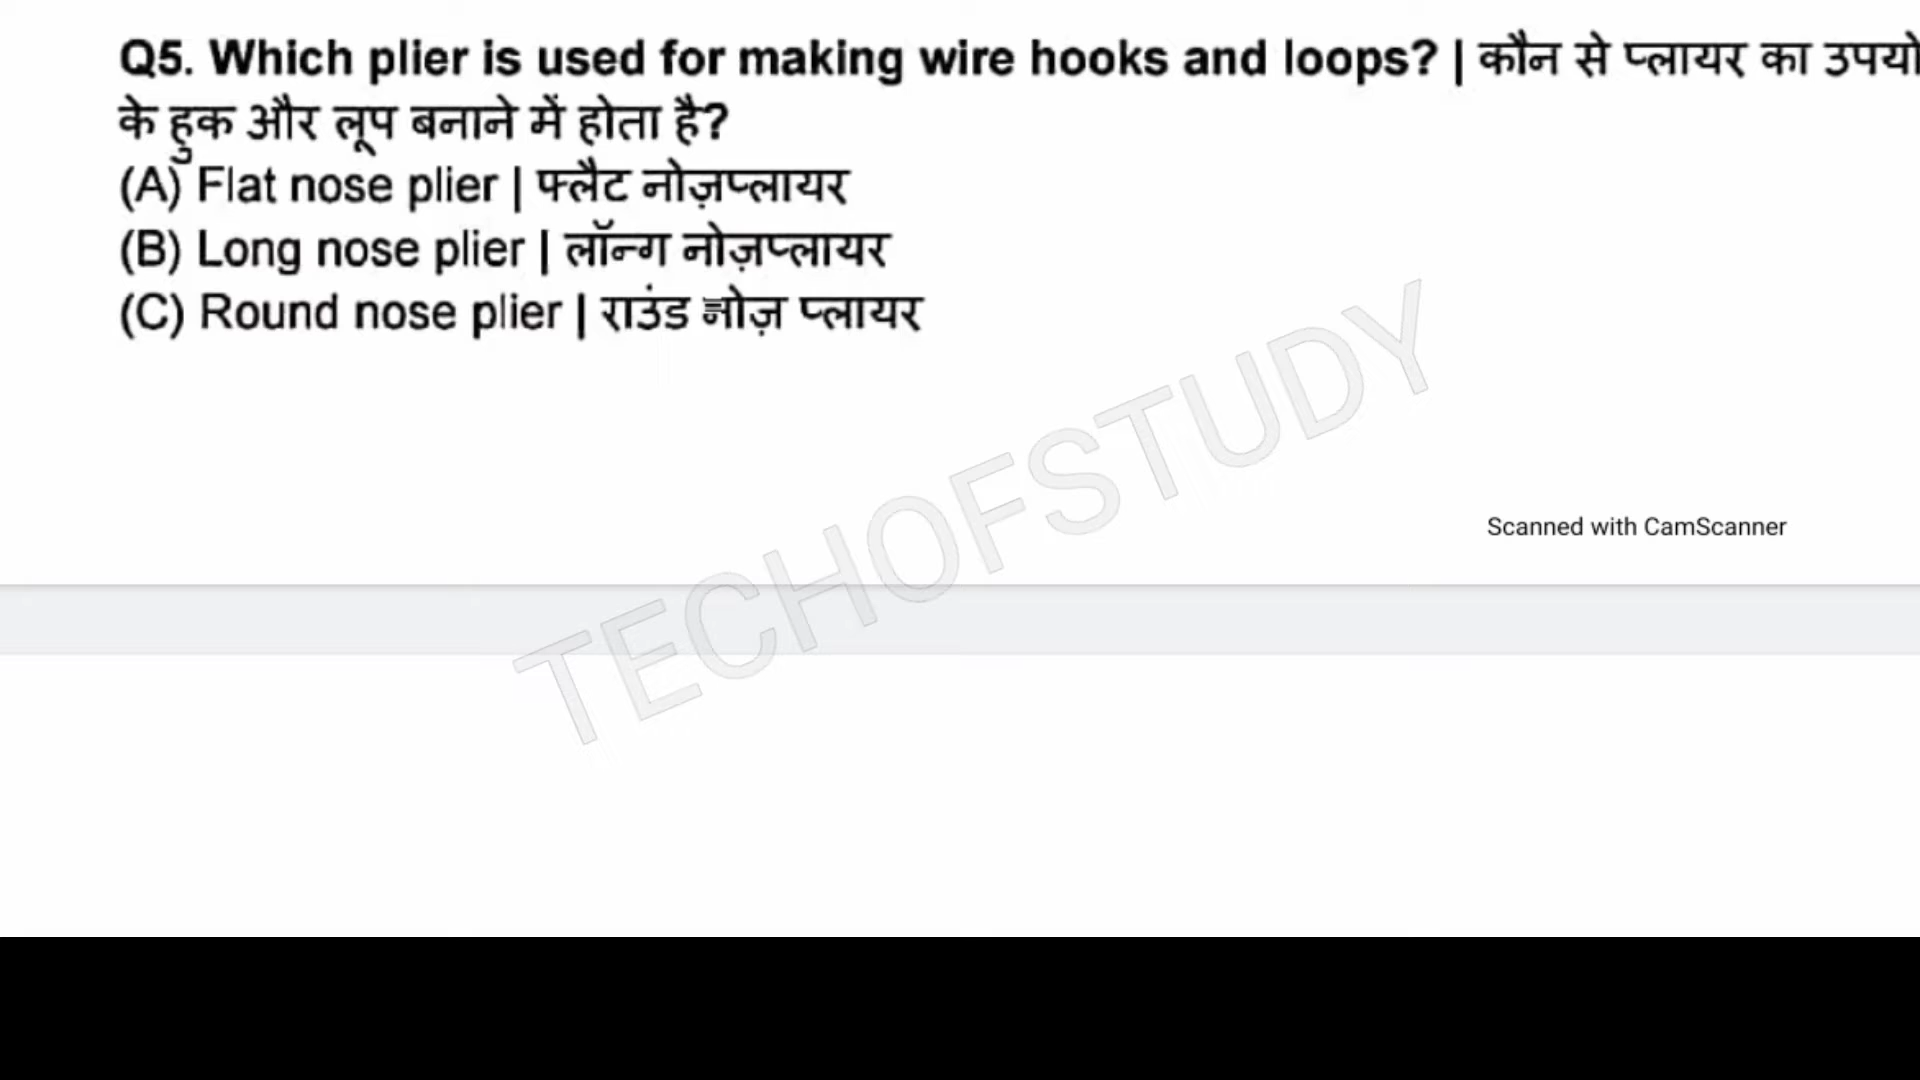 Q5. Which plier is used for making wire hooks and loops? | कौन से प्लायर का
के हुक और लूप बनाने में होता है?
(A) Flat nose plier | फ्लैट नोज़प्लायर
(B) Long nose plier | लॉन्ग नोज़प्लायर
(C) Round nose plier | राउंड नोज़ प्लायर
TECHOFSTUDY
Scanned with CamScanner